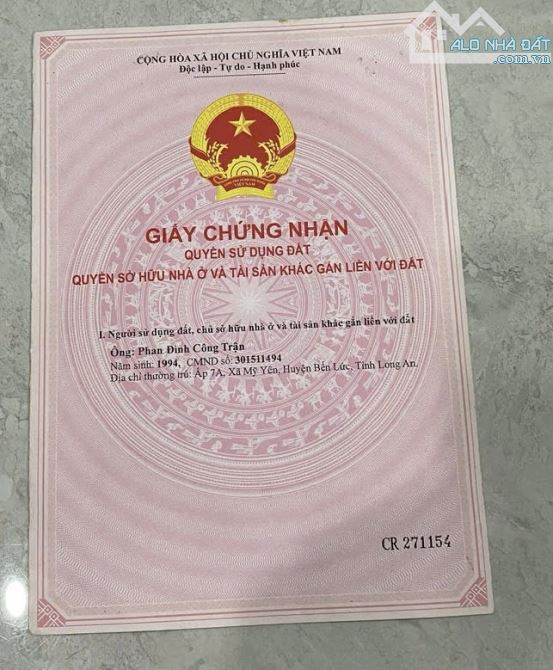 ALO NHÀ ĐẤT
.com.vn
CỘNG HÒA XÃ HỘI CHỦ NGHĨA VIỆT NAM
Độc lập - Tự do - Hạnh phúc
VIỆT NAM
GIẤY CHỨNG NHẬN
QUYỀN SỬ DỤNG ĐẤT
QUYỀN SỞ HỮU NHÀ Ở VÀ TÀI SẢN KHÁC GẮN LIỀN VỚI ĐẤT
I. Người sử dụng đất, chủ sở hữu nhà ở và tài sản khác gắn liền với đất
Ông: Phan Đình Công Trận
Năm sinh: 1994, CMND số: 301511494
Địa chỉ thường trú: Ấp 7A, Xã Mỹ Yên, Huyện Bến Lức, Tỉnh Long An.
CR 271154